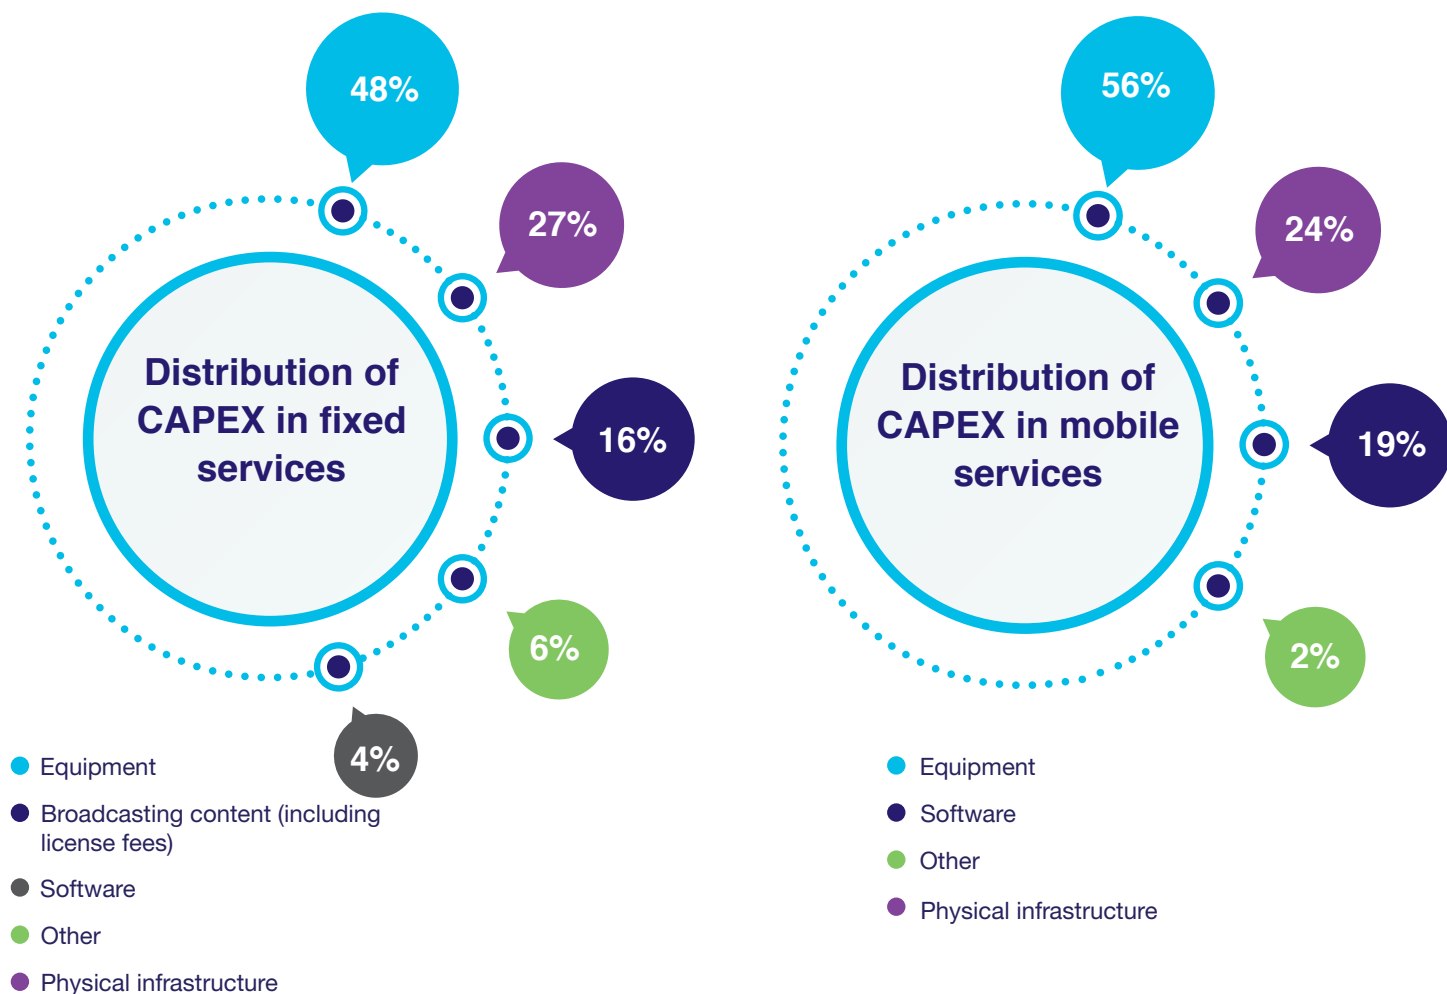 48%
27%
Distribution of
CAPEX in fixed
services
16%
6%
4%
Equipment
Broadcasting content (including
license fees)
Software
Other
Physical infrastructure
56%
24%
Distribution of
CAPEX in mobile
services
19%
2%
Equipment
Software
Other
Physical infrastructure